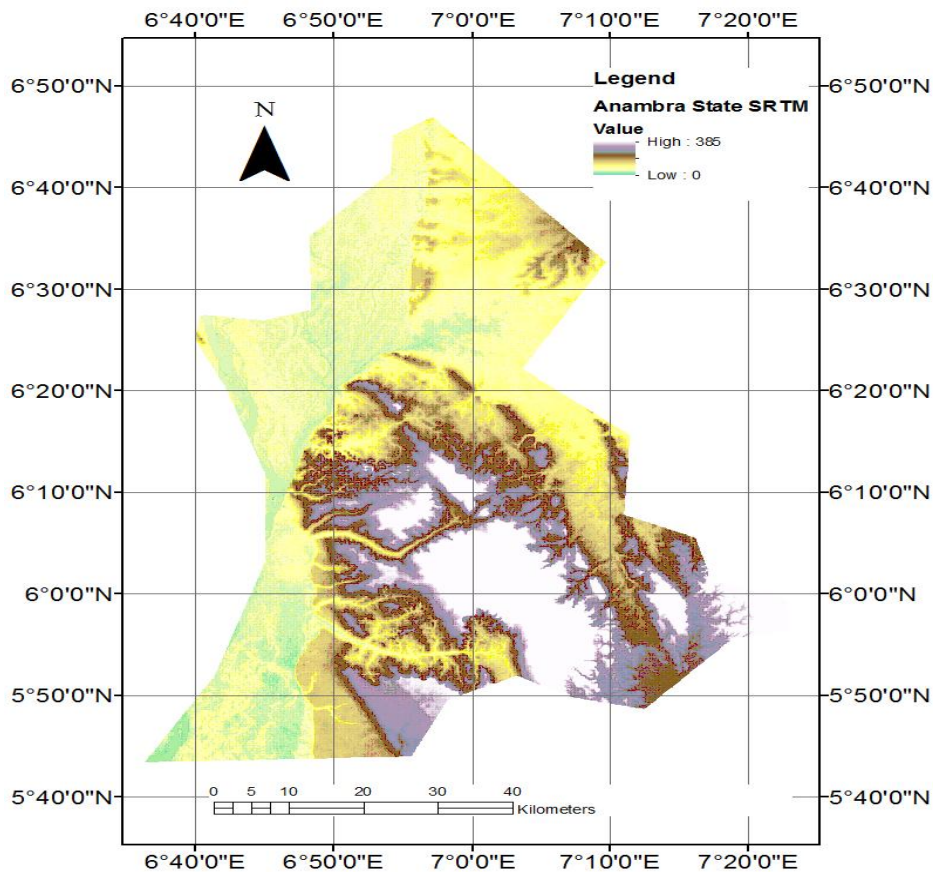 6°40'0"E 6°50'0"E 7°0'0"E 7°10'0"E 7°20'0"E
6°50'0"N 6°50'0"N
Legend
Anambra State SRTM
Value
High : 385
Low : 0
N
6°40'0"N 6°40'0"N
6°30'0"N 6°30'0"N
6°20'0"N 6°20'0"N
6°10'0"N 6°10'0"N
6°0'0"N 6°0'0"N
5°50'0"N 5°50'0"N
5°40'0"N 5°40'0"N
0 5 10 20 30 40
Kilometers
6°40'0"E 6°50'0"E 7°0'0"E 7°10'0"E 7°20'0"E